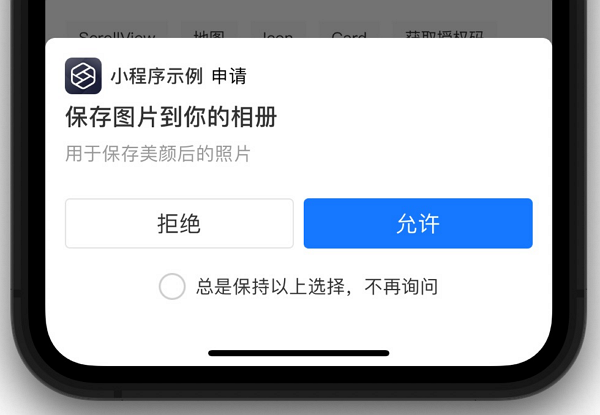 ScrollView 地图 Icon Card 获取授权码
小程序示例 申请
保存图片到你的相册
用于保存美颜后的照片
拒绝 允许
总是保持以上选择，不再询问